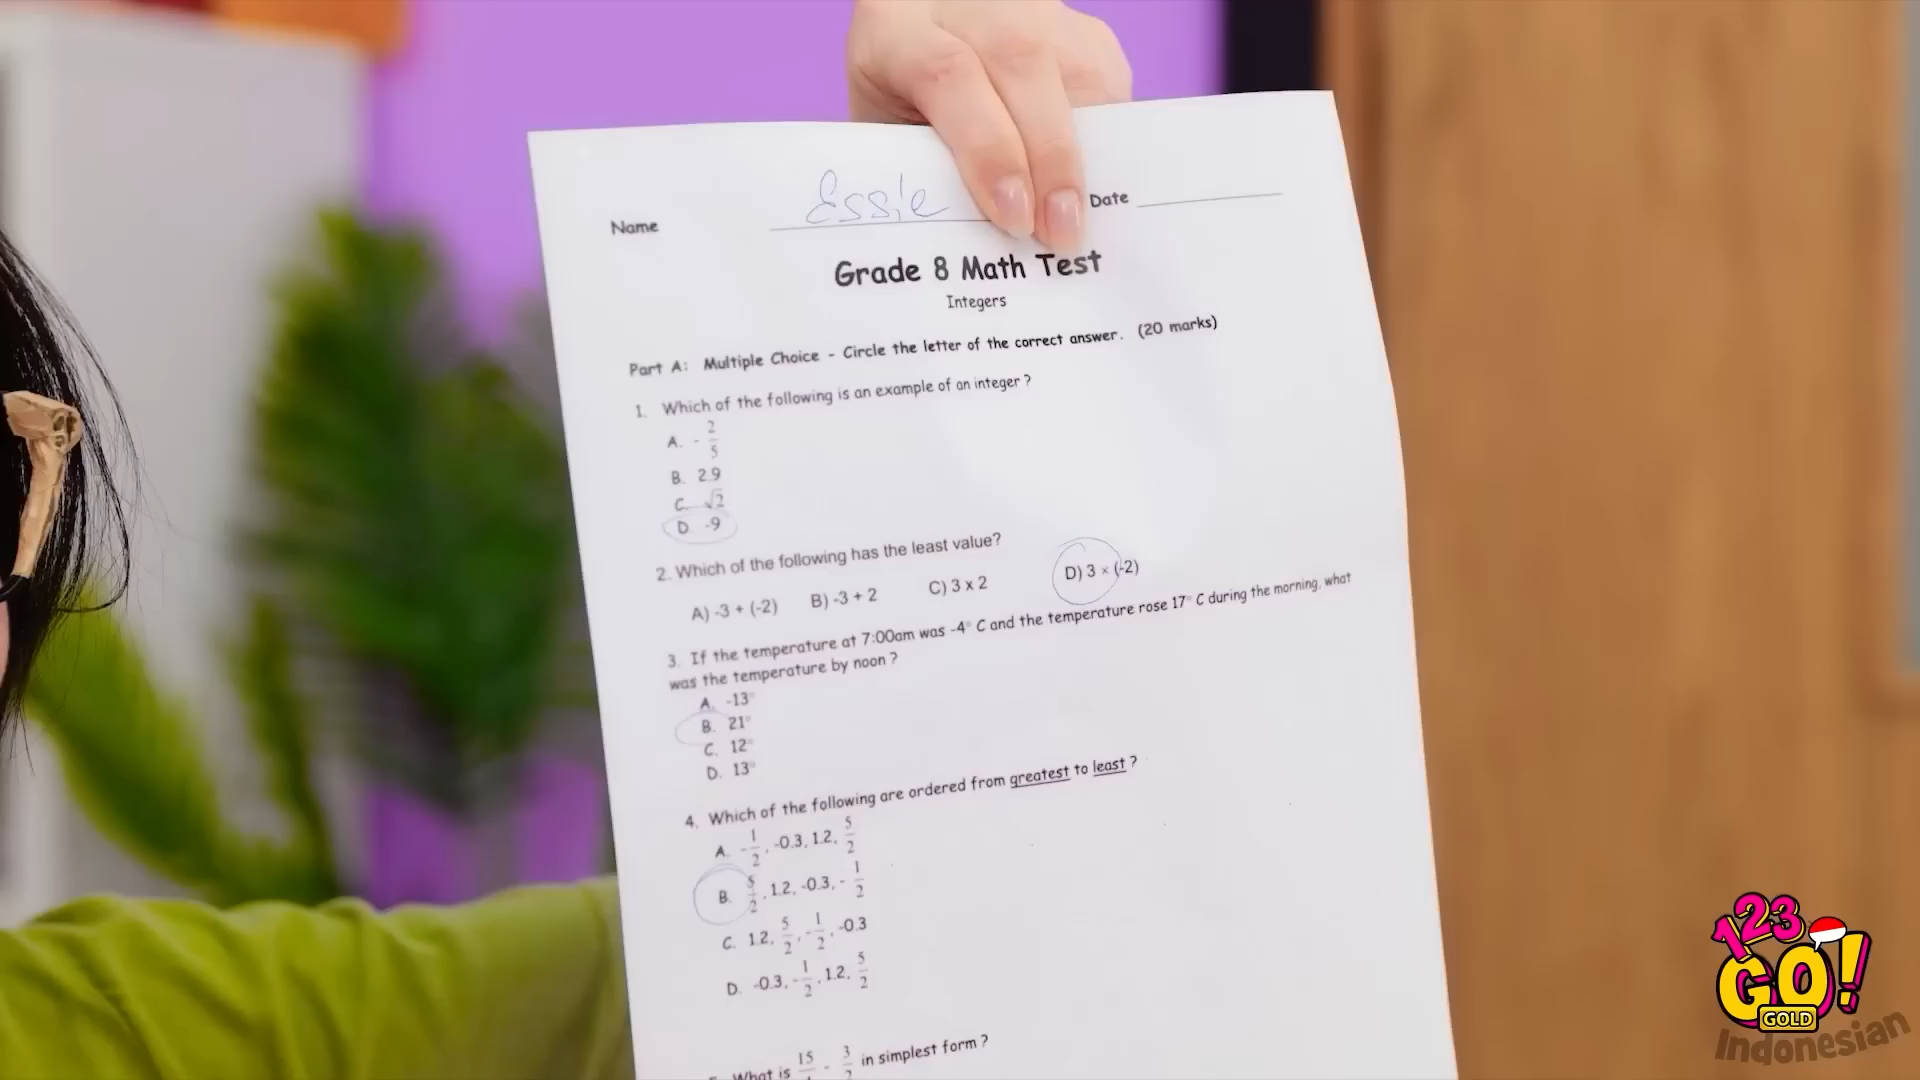 Name Essie Date
Grade 8 Math Test
Integers
Part A: Multiple Choice - Circle the letter of the correct answer. (20 marks)
1. Which of the following is an example of an integer ?
A. - 2/5
B. 2.9
C. √2
D. -9
2. Which of the following has the least value?
A) -3 + (-2) B) -3 + 2 C) 3 x 2 D) 3 × (-2)
3. If the temperature at 7:00am was -4° C and the temperature rose 17° C during the morning, what
was the temperature by noon ?
A. -13°
B. 21°
C. 12°
D. 13°
4. Which of the following are ordered from greatest to least ?
A. -1/2, -0.3, 1.2, 5/2
B. 5/2, 1.2, -0.3, -1/2
C. 1.2, 5/2, -1/2, -0.3
D. -0.3, -1/2, 1.2, 5/2
What is 15 - 3/2 in simplest form ?
123
GO!
GOLD
Indonesian